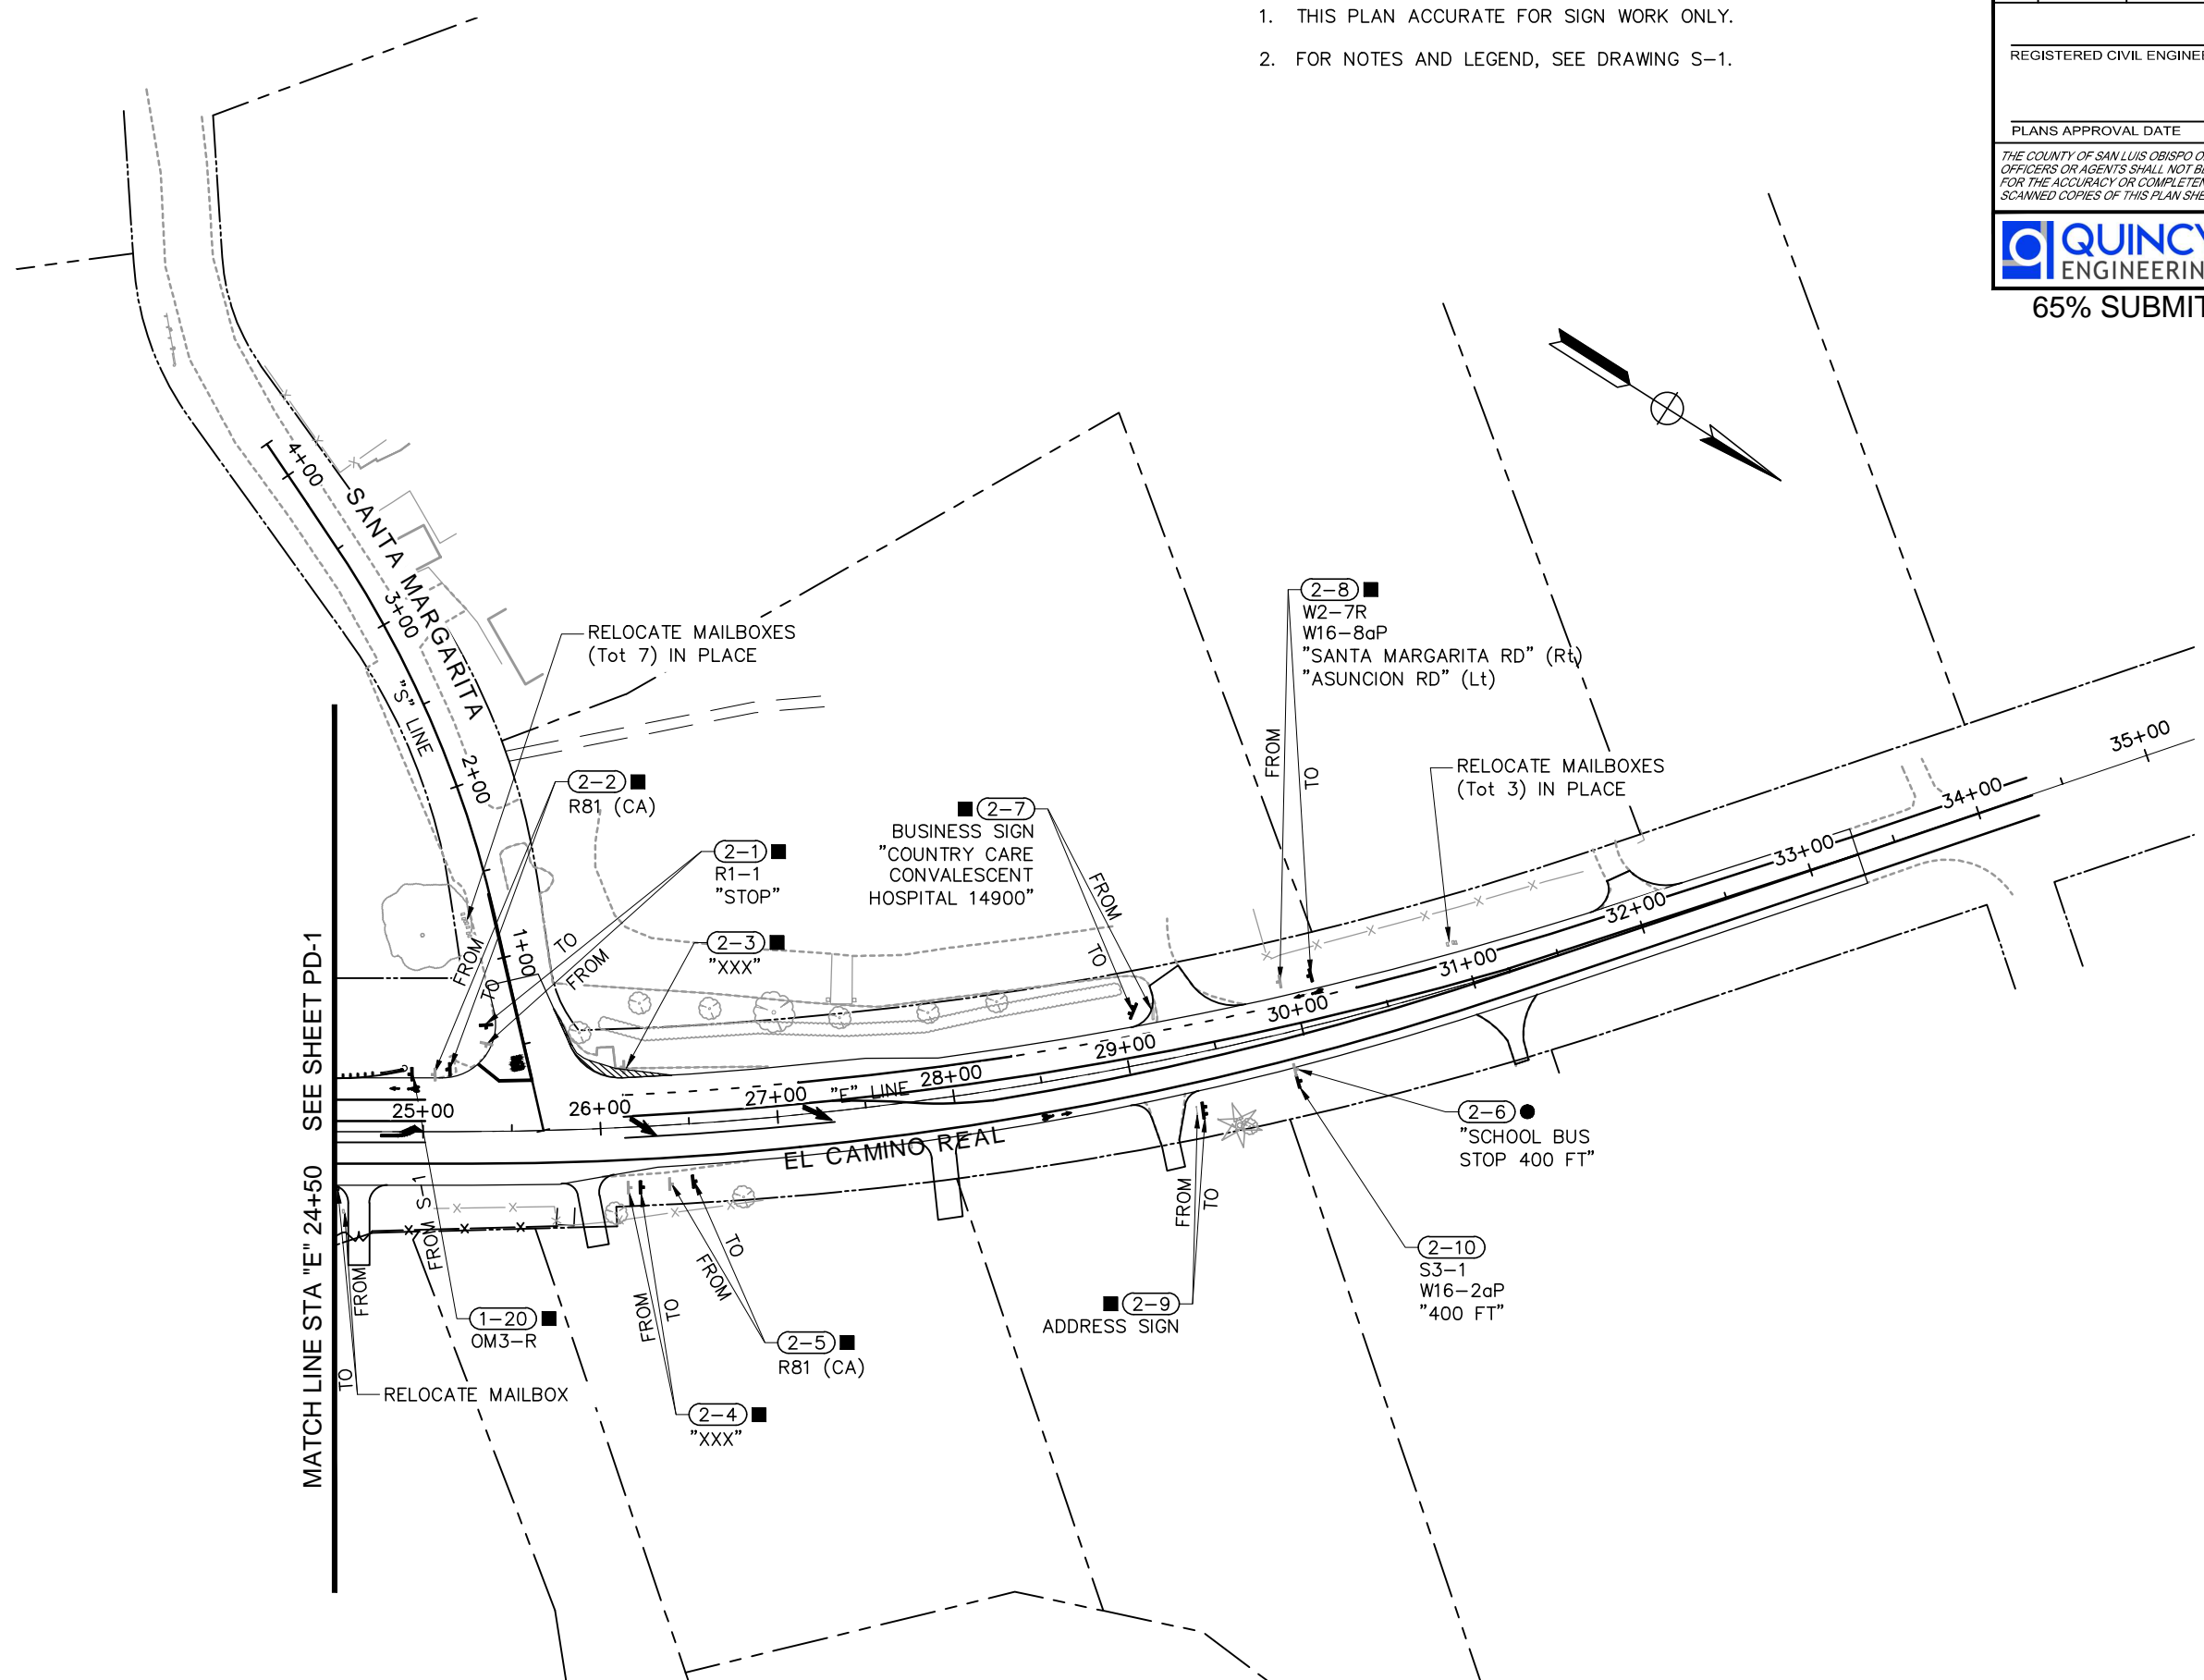 1. THIS PLAN ACCURATE FOR SIGN WORK ONLY.
2. FOR NOTES AND LEGEND, SEE DRAWING S-1.
PLANS APPROVAL DATE
THE COUNTY OF SAN LUIS OBISPO
OFFICERS OR AGENTS SHALL NOT
FOR THE ACCURACY OR
SCANNED COPIES OF THIS PLAN
REGISTERED CIVIL
QUINCY
65%
4+00
SANTA MARGARITA
3+00
"S" LINE
2+00
1+00
RELOCATE MAILBOXES
(Tot 7) IN PLACE
2-2
R81 (CA)
FROM
TO
2-1
R1-1
"STOP"
TO
FROM
2-3
"XXX"
2-7
BUSINESS SIGN
"COUNTRY CARE
CONVALESCENT
HOSPITAL 14900"
FROM
TO
2-8
W2-7R
W16-8aP
"SANTA MARGARITA RD" (Rt)
"ASUNCION RD" (Lt)
FROM
TO
RELOCATE MAILBOXES
(Tot 3) IN PLACE
25+00
26+00
27+00
"E" LINE
28+00
29+00
30+00
31+00
32+00
33+00
34+00
35+00
EL CAMINO REAL
MATCH LINE STA "E" 24+50 SEE SHEET PD-1
FROM S-1
1-20
OM3-R
FROM
TO
RELOCATE MAILBOX
FROM
TO
2-4
"XXX"
TO
FROM
2-5
R81 (CA)
FROM
TO
2-9
ADDRESS SIGN
2-6
"SCHOOL BUS
STOP 400 FT"
2-10
S3-1
W16-2aP
"400 FT"